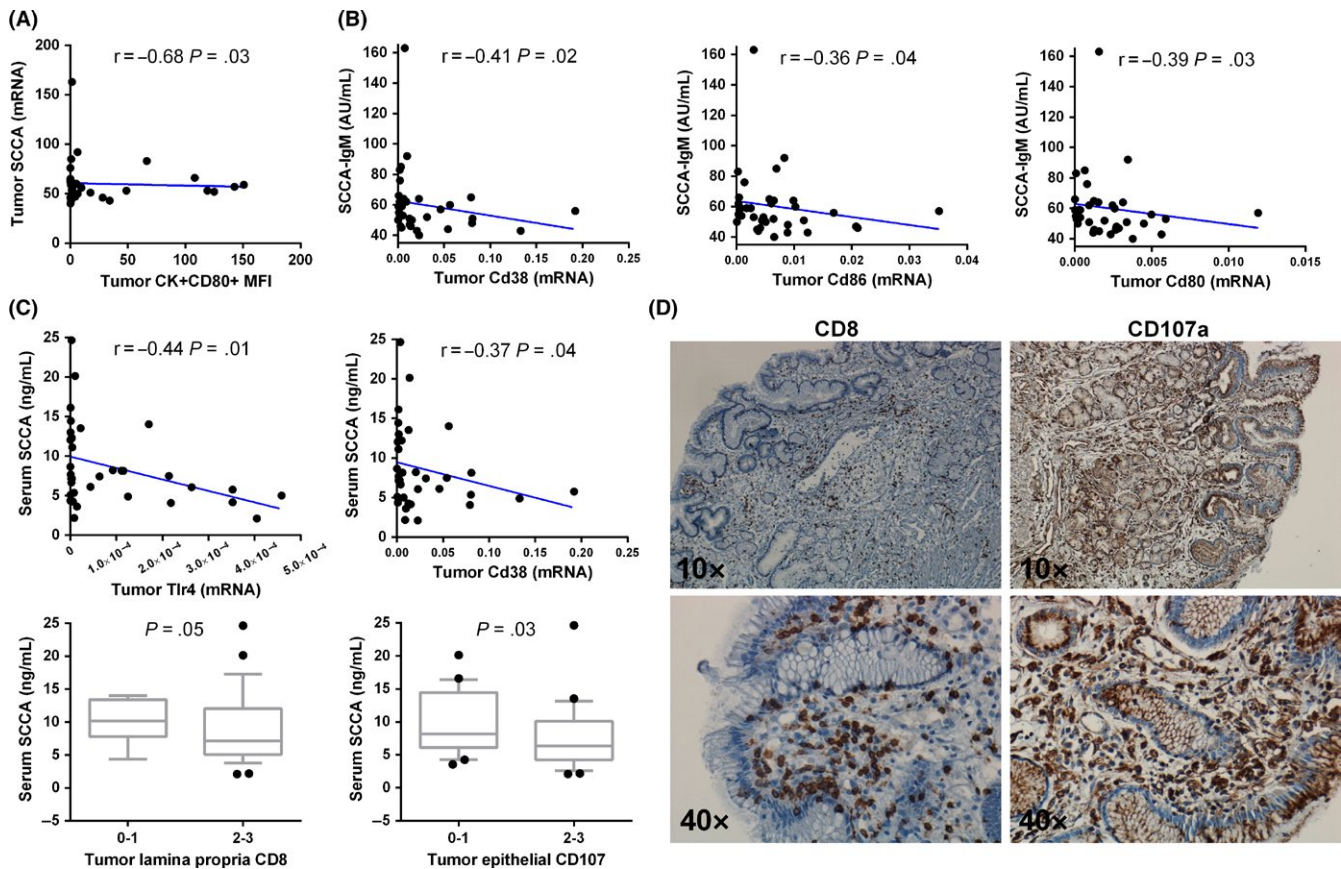 (A)
r=–0.68 P = .03
Tumor SCCA (mRNA)
200
150
100
50
0
0 50 100 150 200
Tumor CK+CD80+ MFI
(B)
r=–0.41 P = .02
SCCA-IgM (AU/mL)
160
140
120
100
80
60
40
0.00 0.05 0.10 0.15 0.20 0.25
Tumor Cd38 (mRNA)
r=–0.36 P = .04
SCCA-IgM (AU/mL)
160
140
120
100
80
60
40
0.00 0.01 0.02 0.03 0.04
Tumor Cd86 (mRNA)
r=–0.39 P = .03
SCCA-IgM (AU/mL)
160
140
120
100
80
60
40
0.000 0.005 0.010 0.015
Tumor Cd80 (mRNA)
(C)
r=–0.44 P = .01
Serum SCCA (ng/mL)
25
20
15
10
5
0
0 1.0×10⁻⁴ 2.0×10⁻⁴ 3.0×10⁻⁴ 4.0×10⁻⁴ 5.0×10⁻⁴
Tumor Tlr4 (mRNA)
r=–0.37 P = .04
Serum SCCA (ng/mL)
25
20
15
10
5
0
0.00 0.05 0.10 0.15 0.20 0.25
Tumor Cd38 (mRNA)
P = .05
Serum SCCA (ng/mL)
25
20
15
10
5
0
–5
0-1 2-3
Tumor lamina propria CD8
P = .03
Serum SCCA (ng/mL)
25
20
15
10
5
0
–5
0-1 2-3
Tumor epithelial CD107
(D)
CD8 CD107a
10× 10×
40× 40×